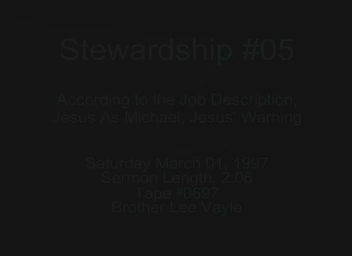 Stewardship #05
According to the Job Description;
Jesus As Michael; Jesus' Warning
Saturday March 01, 1997
Sermon Length: 2:05
Tape #0697
Brother Lee Vayle